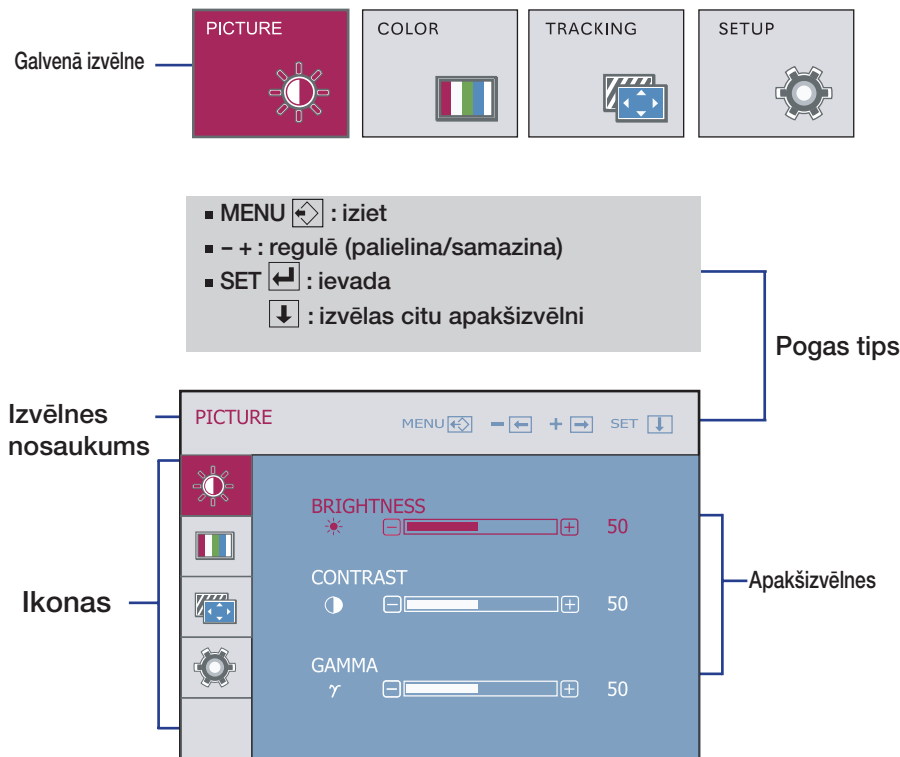 PICTURE COLOR TRACKING SETUP
Galvenā izvēlne
▪ MENU : iziet
▪ – + : regulē (palielina/samazina)
▪ SET : ievada
: izvēlas citu apakšizvēlni
Pogas tips
Izvēlnes
nosaukums
PICTURE MENU – + SET
Ikonas
BRIGHTNESS
50
CONTRAST
50
GAMMA
γ 50
Apakšizvēlnes